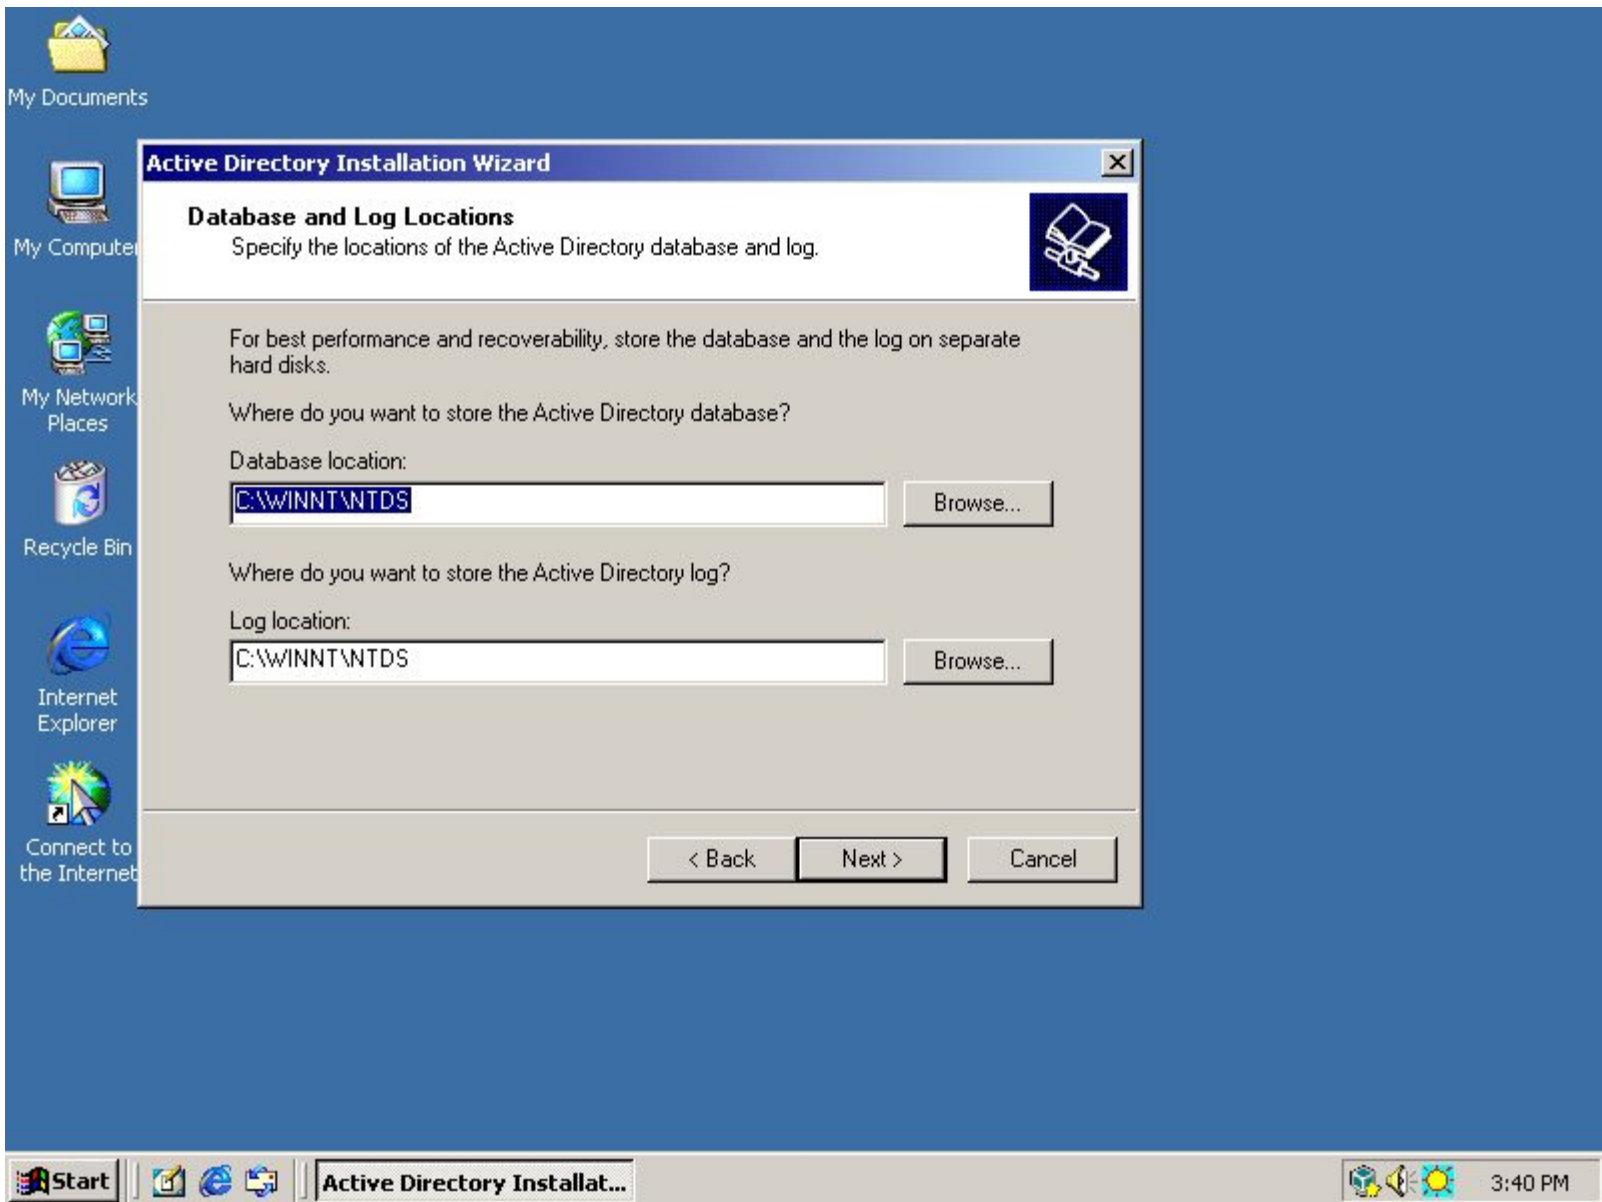 My Documents
My Computer
My Network
Places
Recycle Bin
Internet
Explorer
Connect to
the Internet
Active Directory Installation Wizard
Database and Log Locations
Specify the locations of the Active Directory database and log.
For best performance and recoverability, store the database and the log on separate
hard disks.
Where do you want to store the Active Directory database?
Database location:
C:\WINNT\NTDS
Browse...
Where do you want to store the Active Directory log?
Log location:
C:\WINNT\NTDS
Browse...
< Back
Next >
Cancel
Start
Active Directory Installat...
3:40 PM